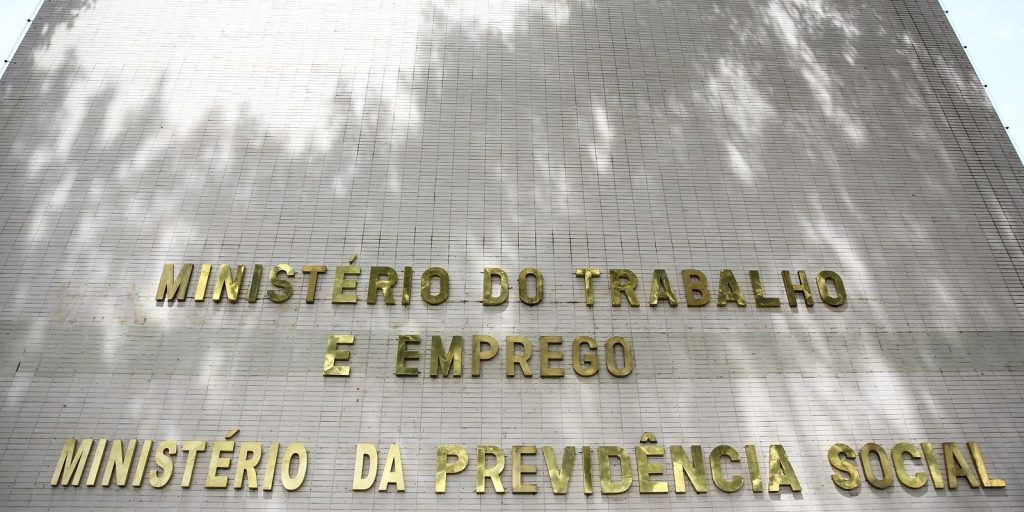 MINISTÉRIO DO TRABALHO
E EMPREGO
MINISTÉRIO DA PREVIDÊNCIA SOCIAL